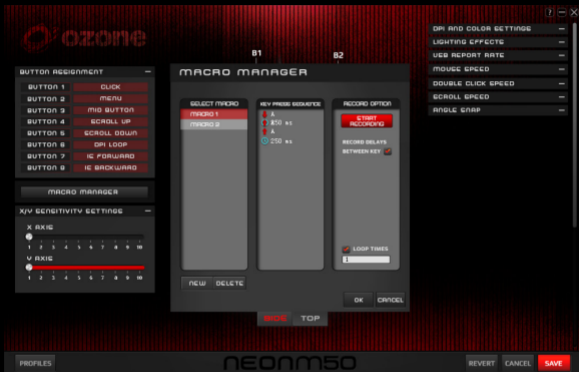 ? — X
ozone
B1
B2
BUTTON ASSIGNMENT —
BUTTON 1 CLICK
BUTTON 2 MENU
BUTTON 3 MID BUTTON
BUTTON 4 SCROLL UP
BUTTON 5 SCROLL DOWN
BUTTON 6 DPI LOOP
BUTTON 7 IE FORWARD
BUTTON 8 IE BACKWARD
MACRO MANAGER
X/Y SENSITIVITY SETTINGS —
X AXIS
1 2 3 4 5 6 7 8 9 10
Y AXIS
1 2 3 4 5 6 7 8 9 10
MACRO MANAGER
SELECT MACRO
MACRO 1
MACRO 2
NEW DELETE
KEY PRESS SEQUENCE
A
250 ms
A
250 ms
RECORD OPTION
START
RECORDING
RECORD DELAYS
BETWEEN KEY
LOOP TIMES
1
OK CANCEL
SIDE TOP
DPI AND COLOR SETTINGS —
LIGHTING EFFECTS —
USB REPORT RATE —
MOUSE SPEED —
DOUBLE CLICK SPEED —
SCROLL SPEED —
ANGLE SNAP —
PROFILES
NEONM50
REVERT CANCEL SAVE